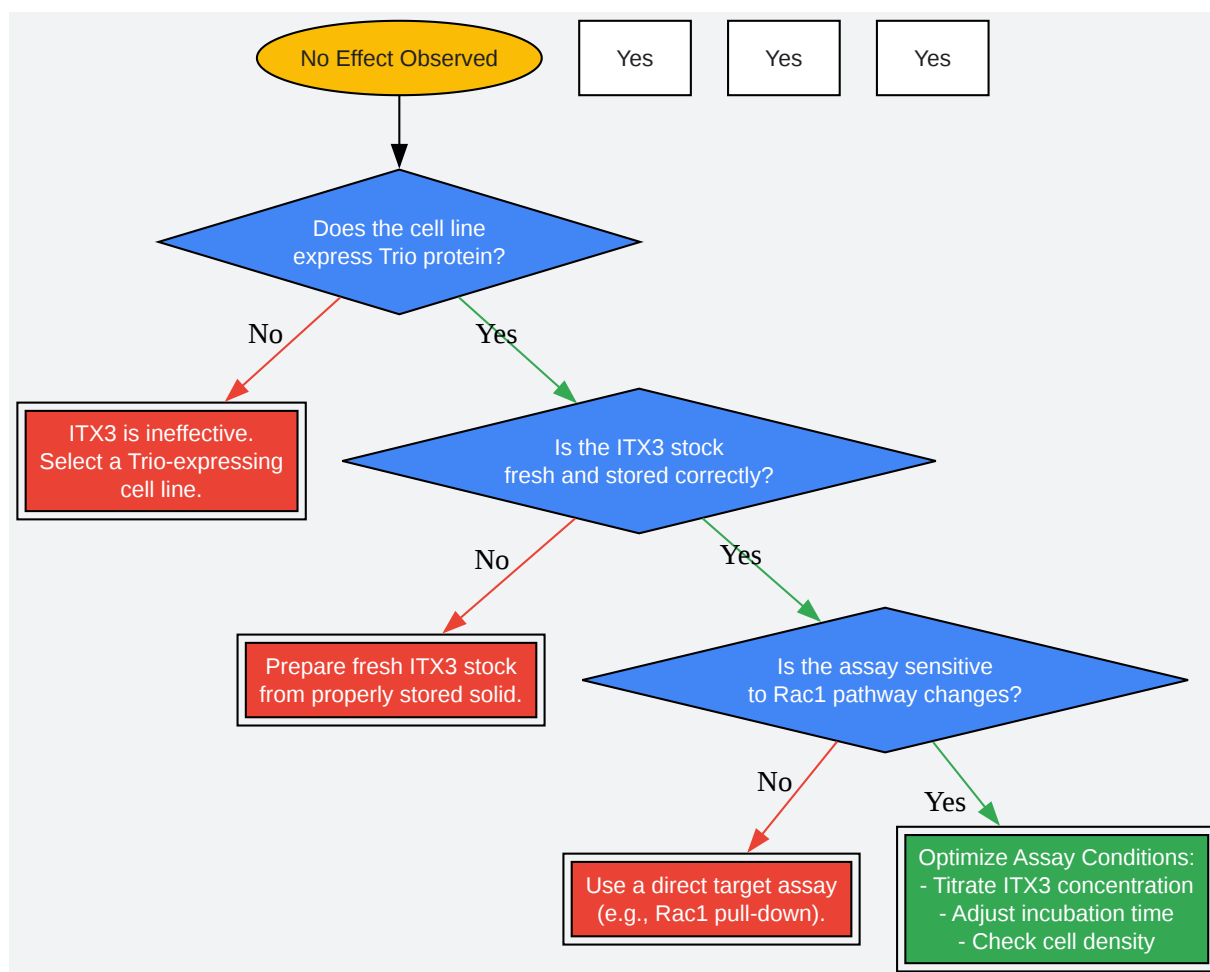 No Effect Observed
Yes
Yes
Yes
Does the cell line
express Trio protein?
No
Yes
ITX3 is ineffective.
Select a Trio-expressing
cell line.
Is the ITX3 stock
fresh and stored correctly?
No
Yes
Prepare fresh ITX3 stock
from properly stored solid.
Is the assay sensitive
to Rac1 pathway changes?
No
Yes
Use a direct target assay
(e.g., Rac1 pull-down).
Optimize Assay Conditions:
- Titrate ITX3 concentration
- Adjust incubation time
- Check cell density